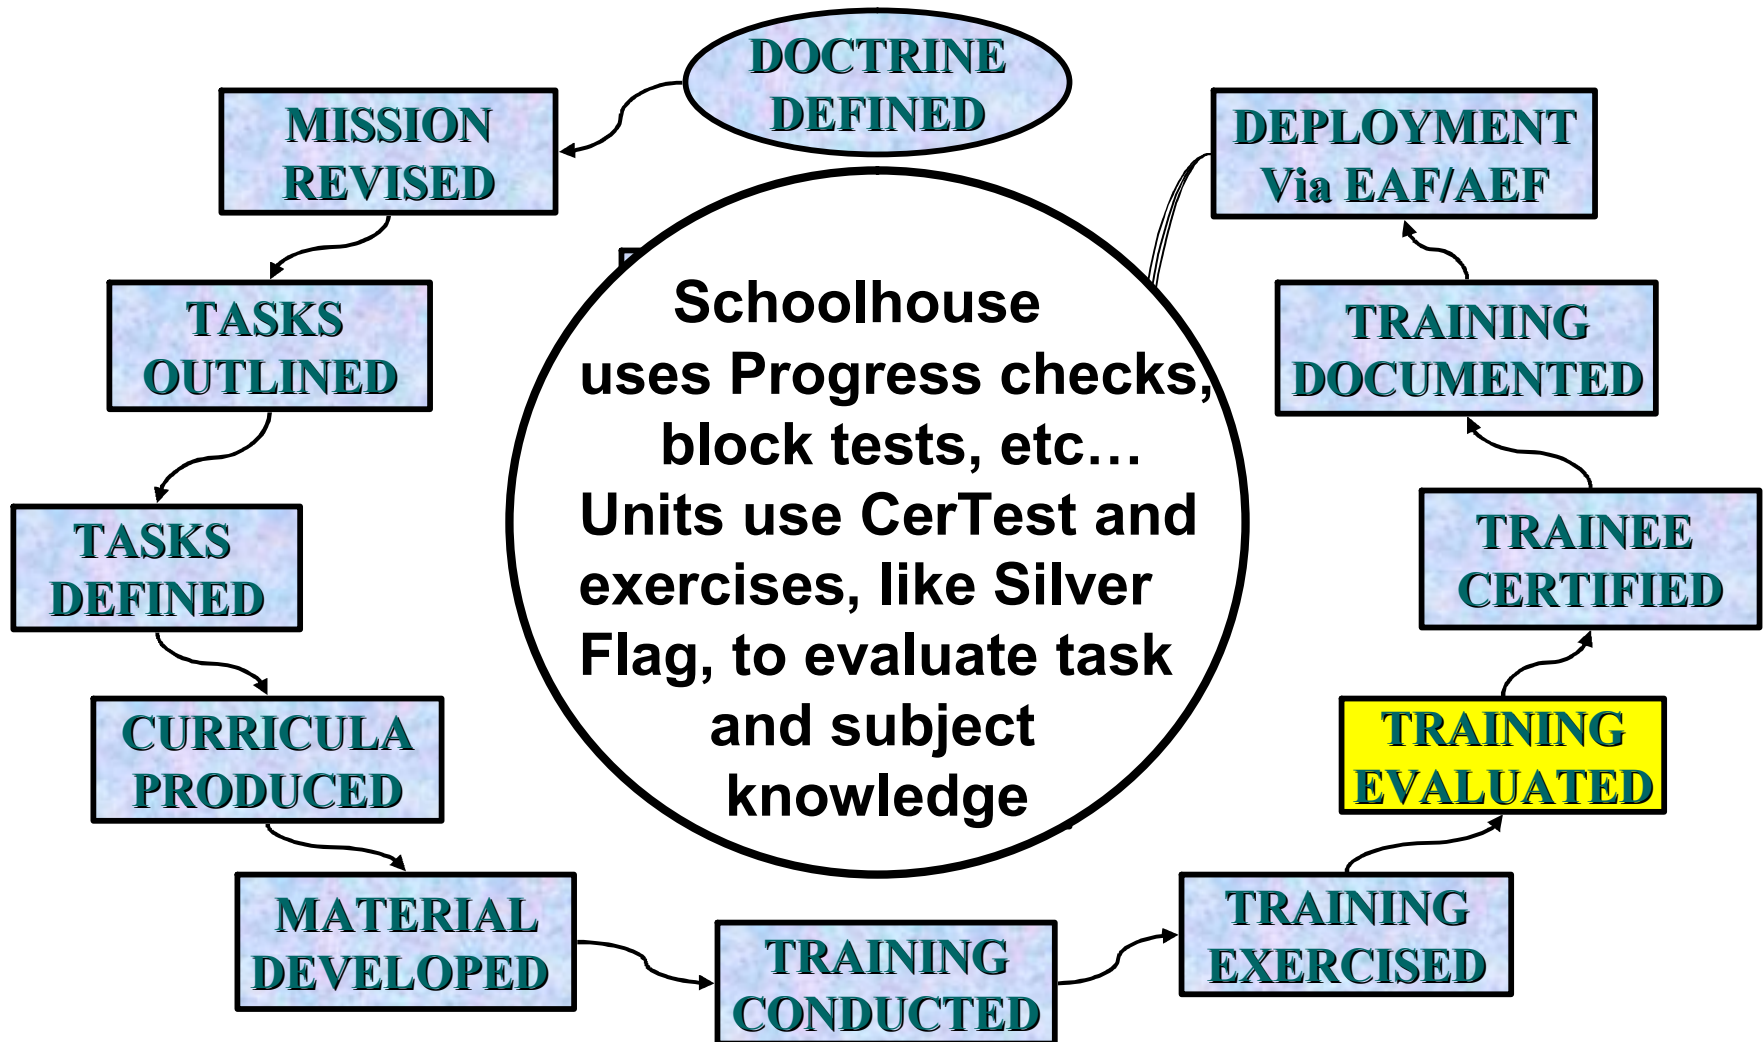 DOCTRINE
DEFINED
MISSION
REVISED
TASKS
OUTLINED
TASKS
DEFINED
CURRICULA
PRODUCED
MATERIAL
DEVELOPED
TRAINING
CONDUCTED
TRAINING
EXERCISED
TRAINING
EVALUATED
TRAINEE
CERTIFIED
TRAINING
DOCUMENTED
DEPLOYMENT
Via EAF/AEF
Schoolhouse
uses Progress checks,
block tests, etc…
Units use CerTest and
exercises, like Silver
Flag, to evaluate task
and subject
knowledge